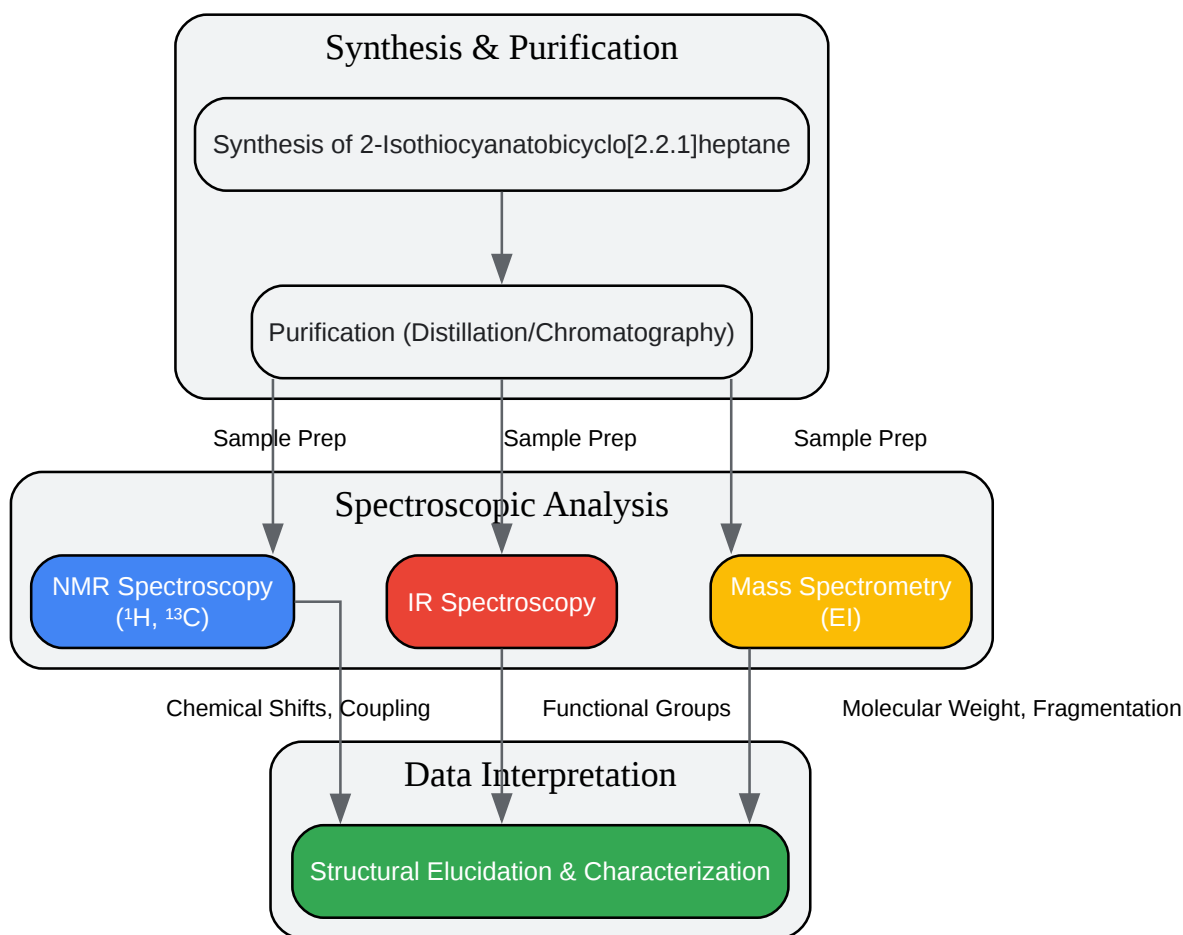 Synthesis & Purification
Synthesis of 2-Isothiocyanatobicyclo[2.2.1]heptane
Purification (Distillation/Chromatography)
Sample Prep
Sample Prep
Sample Prep
Spectroscopic Analysis
NMR Spectroscopy
(¹H, ¹³C)
IR Spectroscopy
Mass Spectrometry
(EI)
Chemical Shifts, Coupling
Functional Groups
Molecular Weight, Fragmentation
Data Interpretation
Structural Elucidation & Characterization